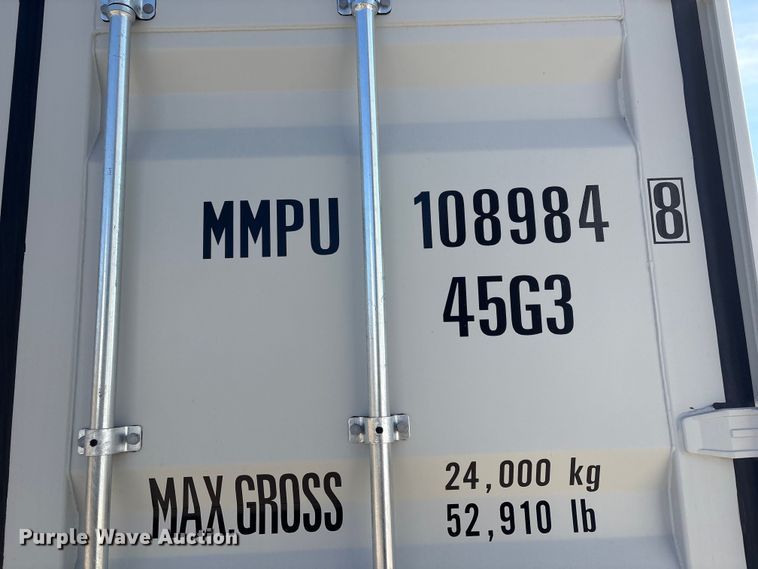 MMPU 108984 8
45G3
MAX.GROSS 24,000 kg
52,910 lb
Purple Wave Auction